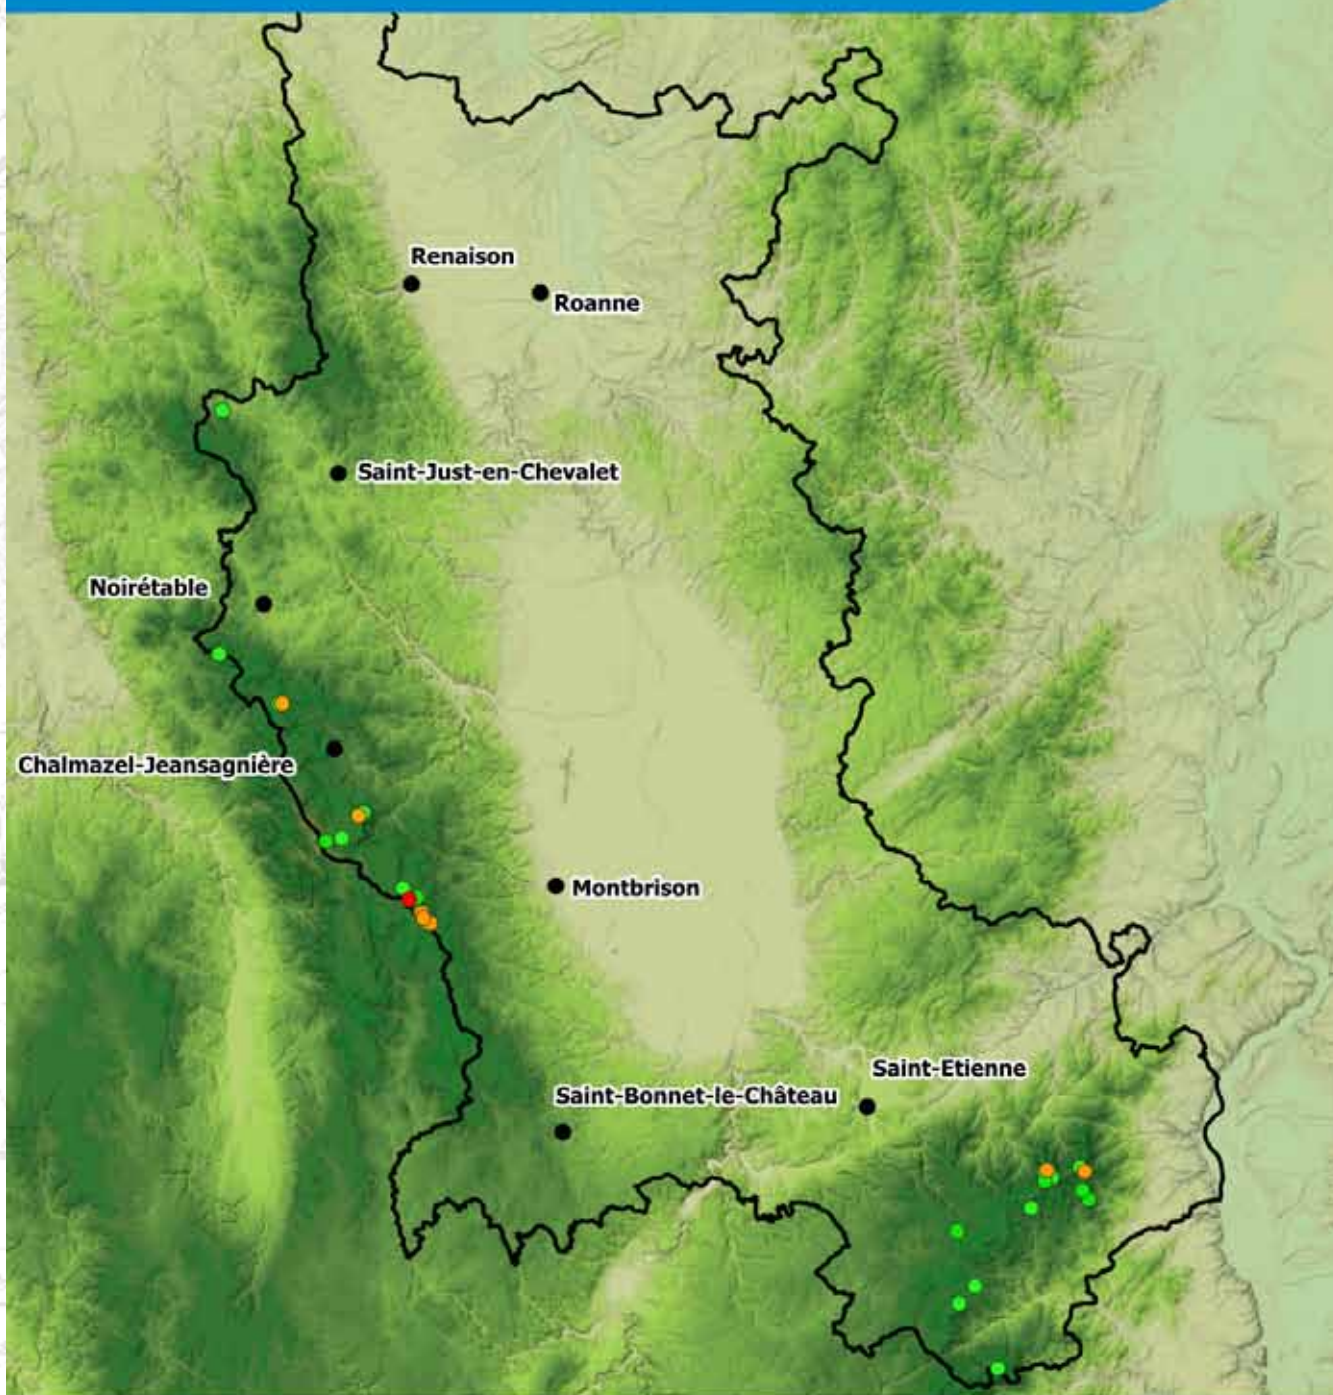 Renaison
Roanne
Saint-Just-en-Chevalet
Noirétable
Chalmazel-Jeansagnière
Montbrison
Saint-Etienne
Saint-Bonnet-le-Château